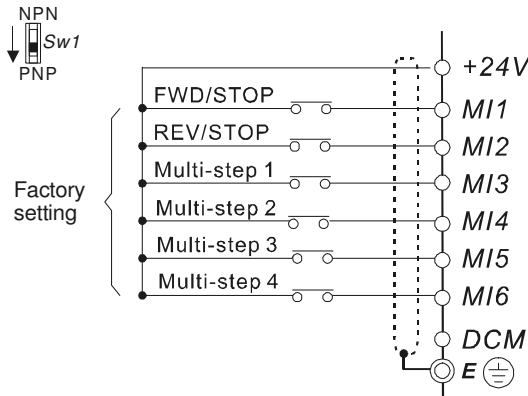 NPN
Sw1
PNP
+24V
FWD/STOP
MI1
REV/STOP
MI2
Multi-step 1
MI3
Factory
setting
Multi-step 2
MI4
Multi-step 3
MI5
Multi-step 4
MI6
DCM
E